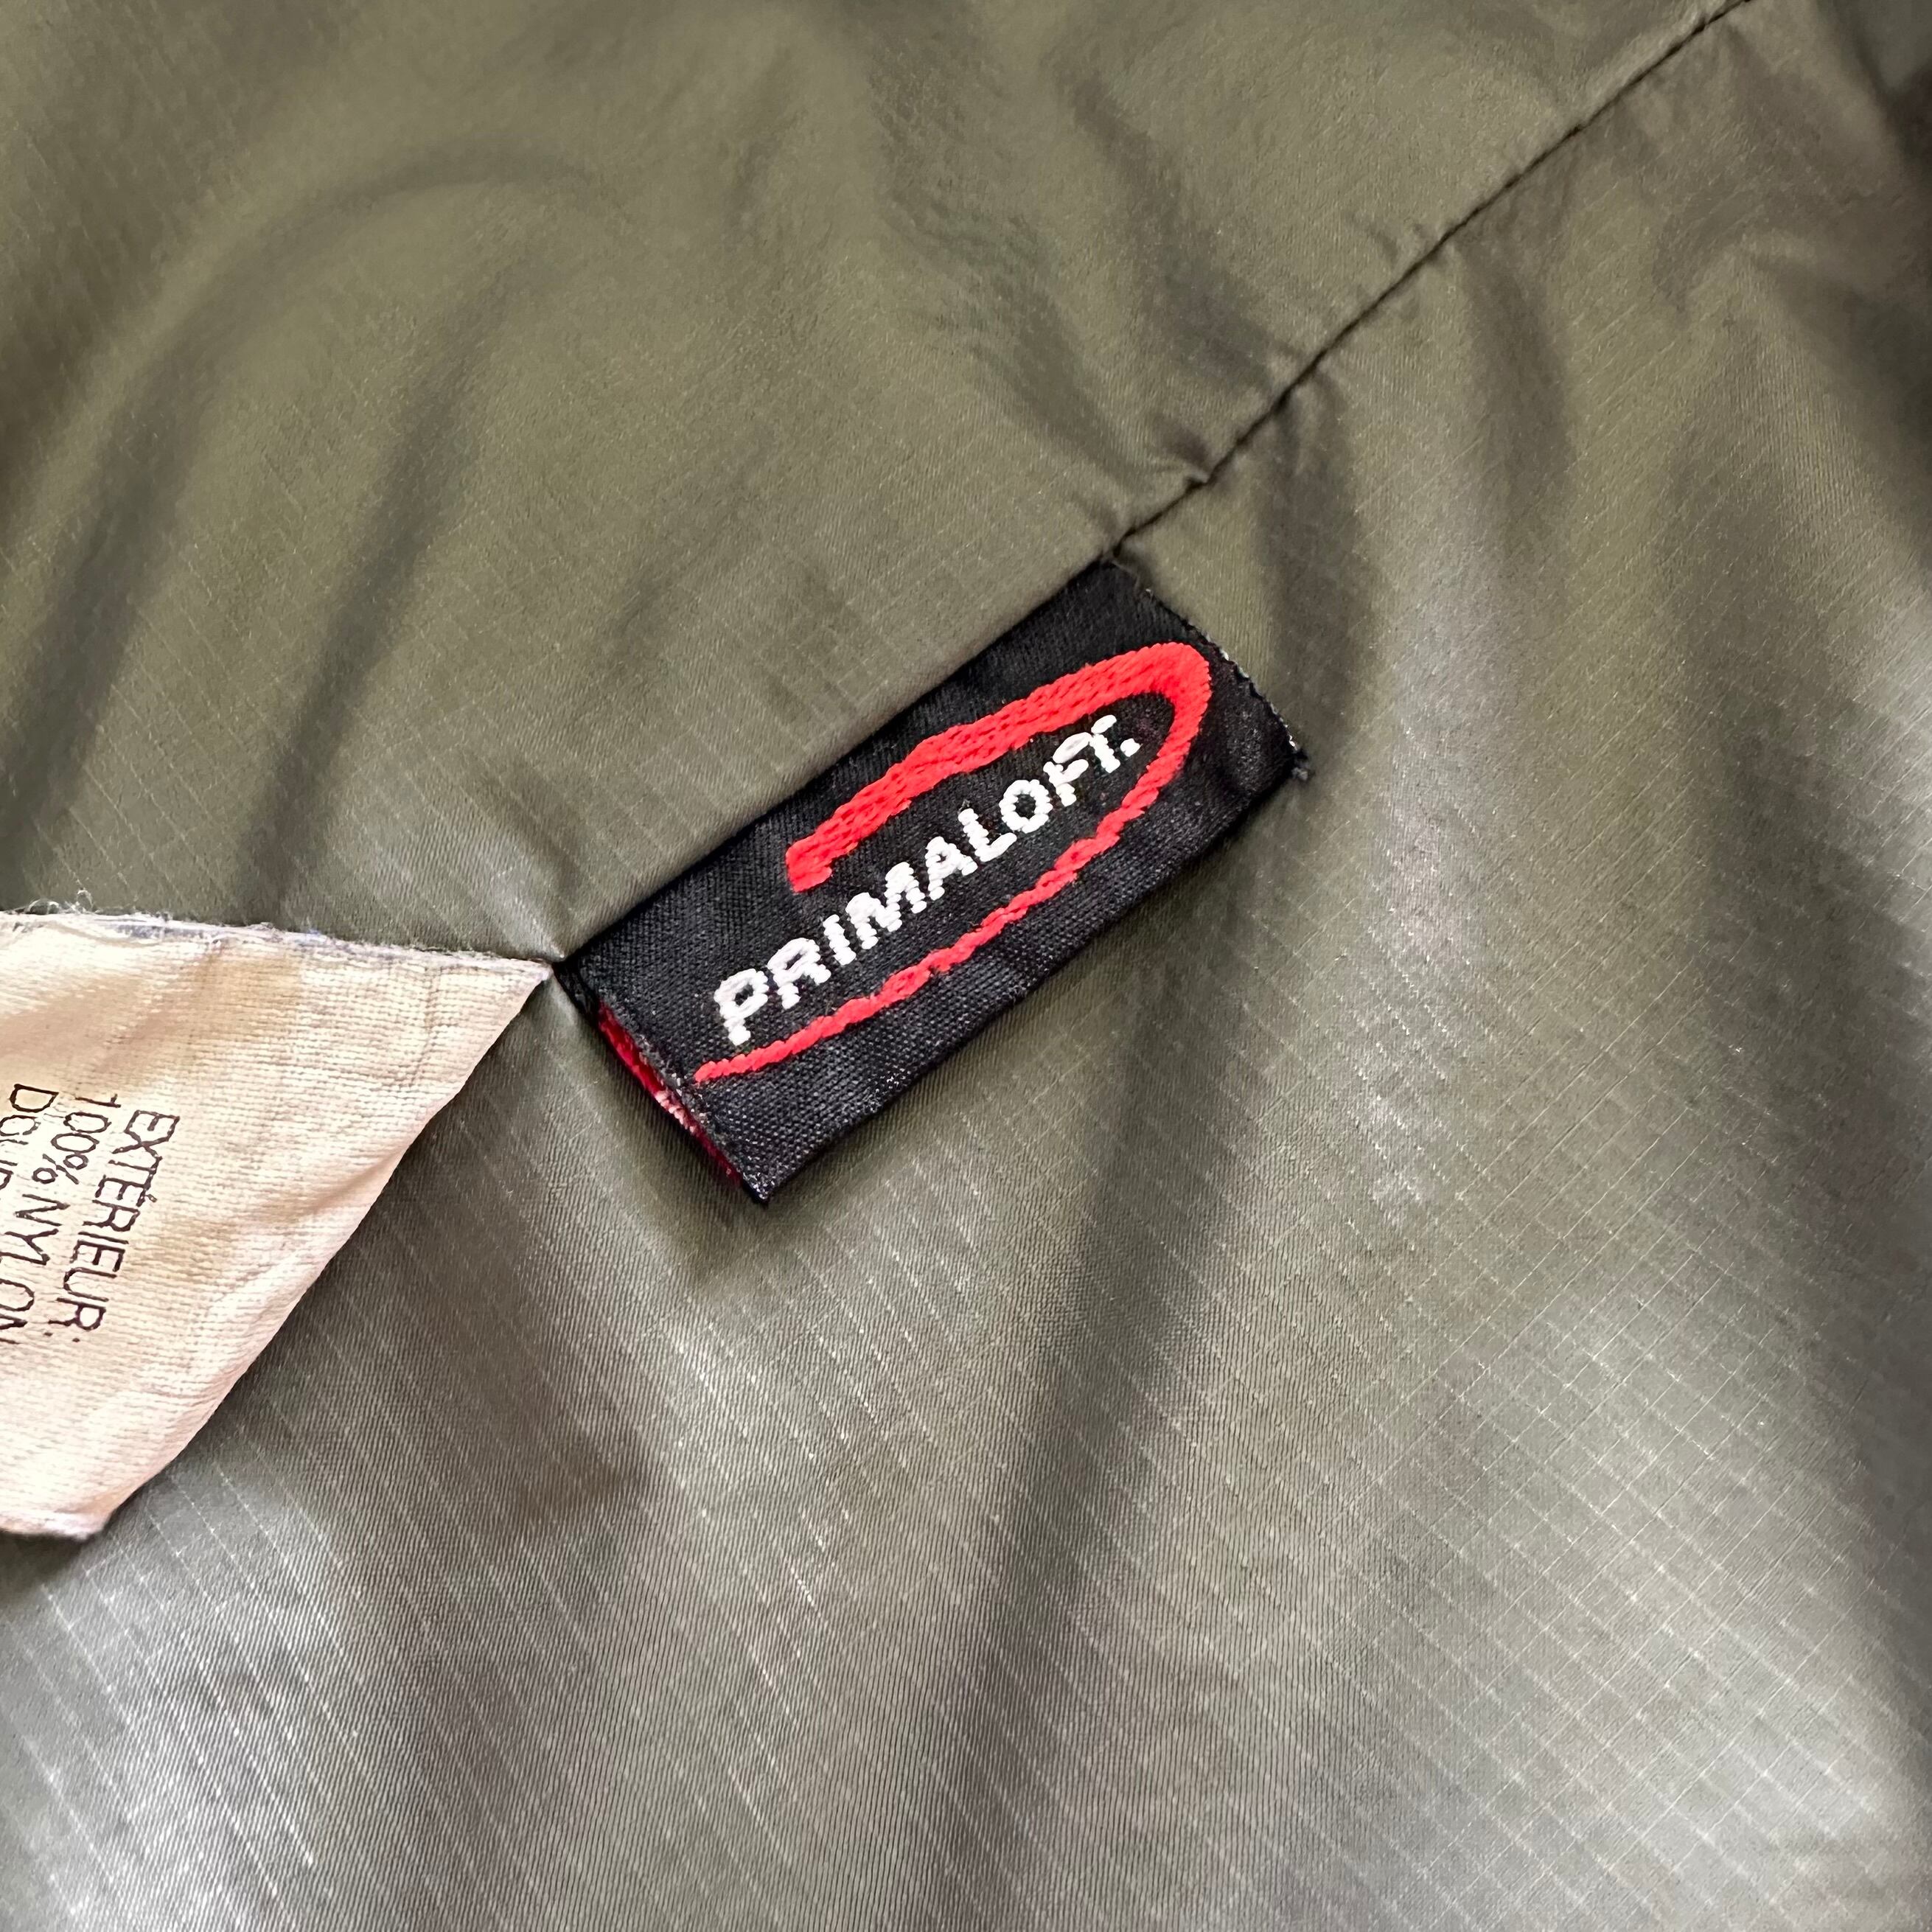 PRIMALOFT.
EXTÉRIEUR:
100% NYLON